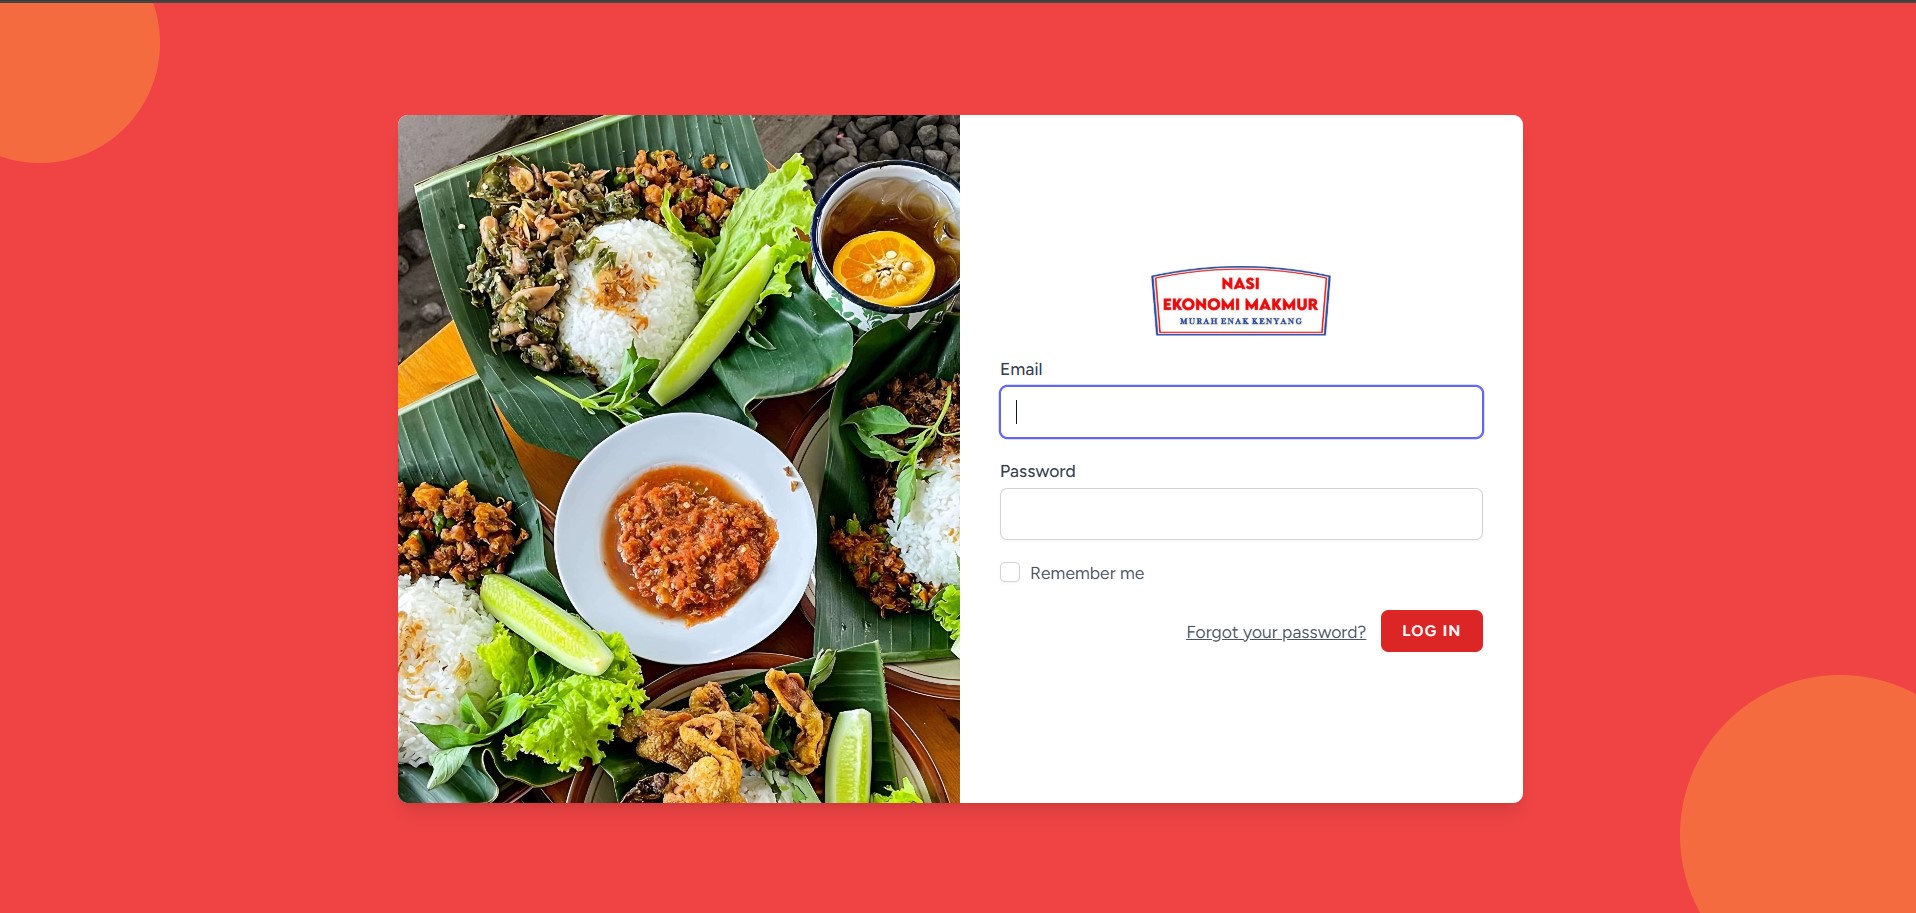 NASI
EKONOMI MAKMUR
MURAH ENAK KENYANG
Email
Password
Remember me
Forgot your password? LOG IN